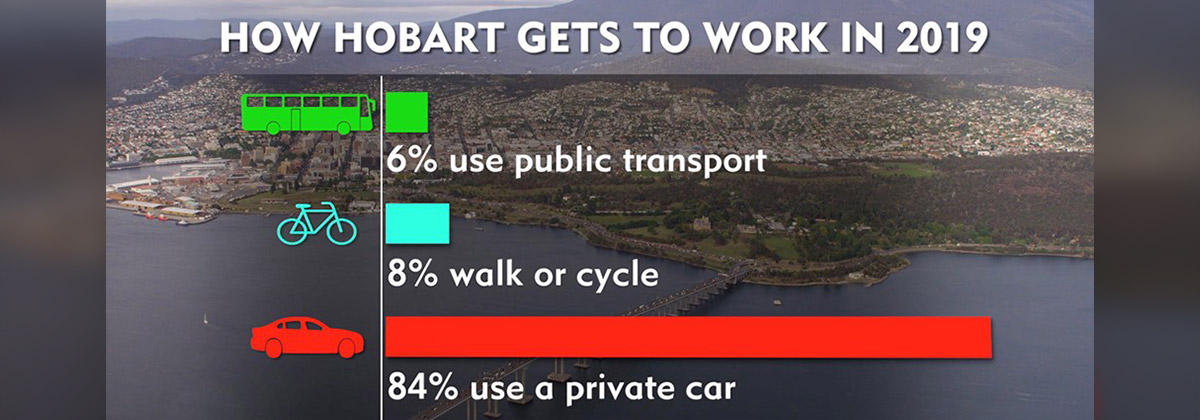 HOW HOBART GETS TO WORK IN 2019
6% use public transport
8% walk or cycle
84% use a private car